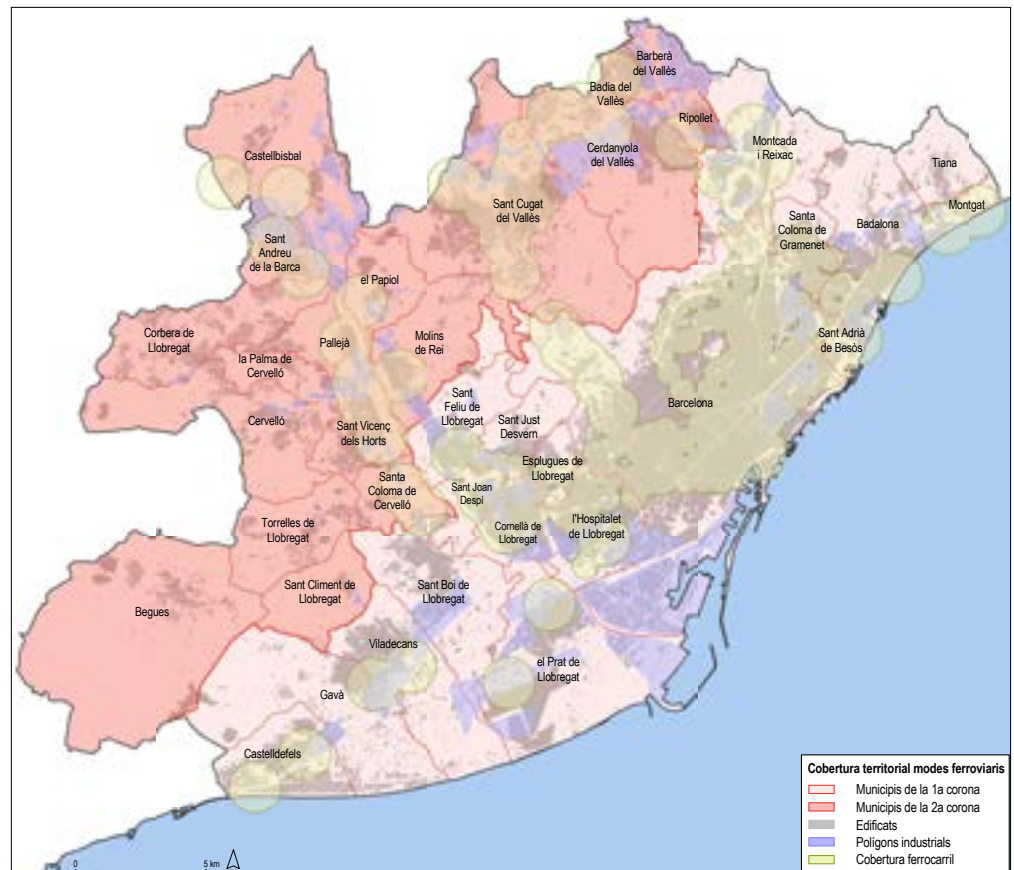 Barberà
del Vallès
Badia del
Vallès
Ripollet
Montcada
i Reixac
Castellbisbal
Cerdanyola
del Vallès
Tiana
Sant Cugat
del Vallès
Montgat
Santa
Coloma de
Gramenet
Badalona
Sant
Andreu
de la Barca
el Papiol
Corbera de
Llobregat
Pallejà
Molins
de Rei
Sant Adrià
de Besòs
la Palma de
Cervelló
Barcelona
Sant
Feliu de
Llobregat
Cervelló
Sant Vicenç
dels Horts
Sant Just
Desvern
Esplugues de
Llobregat
Santa
Coloma de
Cervelló
Sant Joan
Despí
Torrelles de
Llobregat
Cornellà de
Llobregat
l'Hospitalet
de Llobregat
Begues
Sant Climent de
Llobregat
Sant Boi de
Llobregat
Viladecans
el Prat de
Llobregat
Gavà
Castelldefels
Cobertura territorial modes ferroviaris
Municipis de la 1a corona
Municipis de la 2a corona
Edificats
Polígons industrials
Cobertura ferrocarril
0 5 km